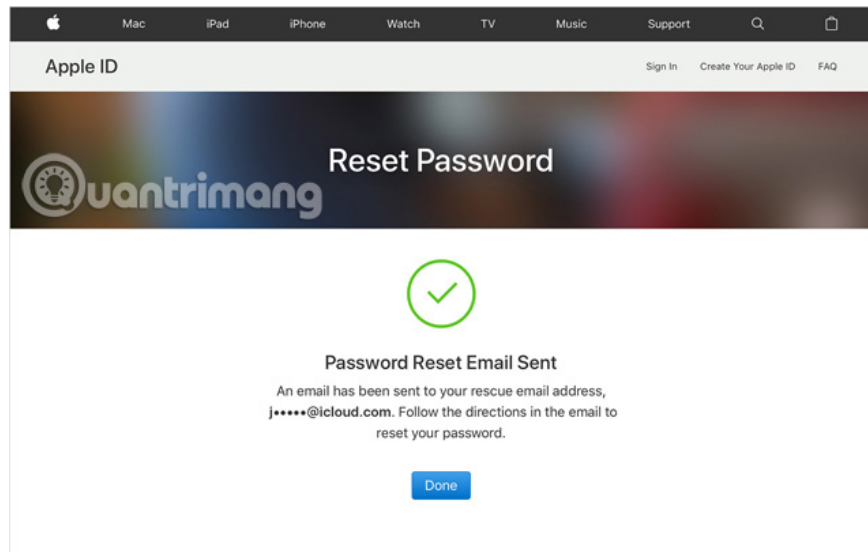 Mac iPad iPhone Watch TV Music Support
Apple ID
Sign In Create Your Apple ID FAQ
Reset Password
Quantrimang
Password Reset Email Sent
An email has been sent to your rescue email address,
j•••••@icloud.com. Follow the directions in the email to
reset your password.
Done